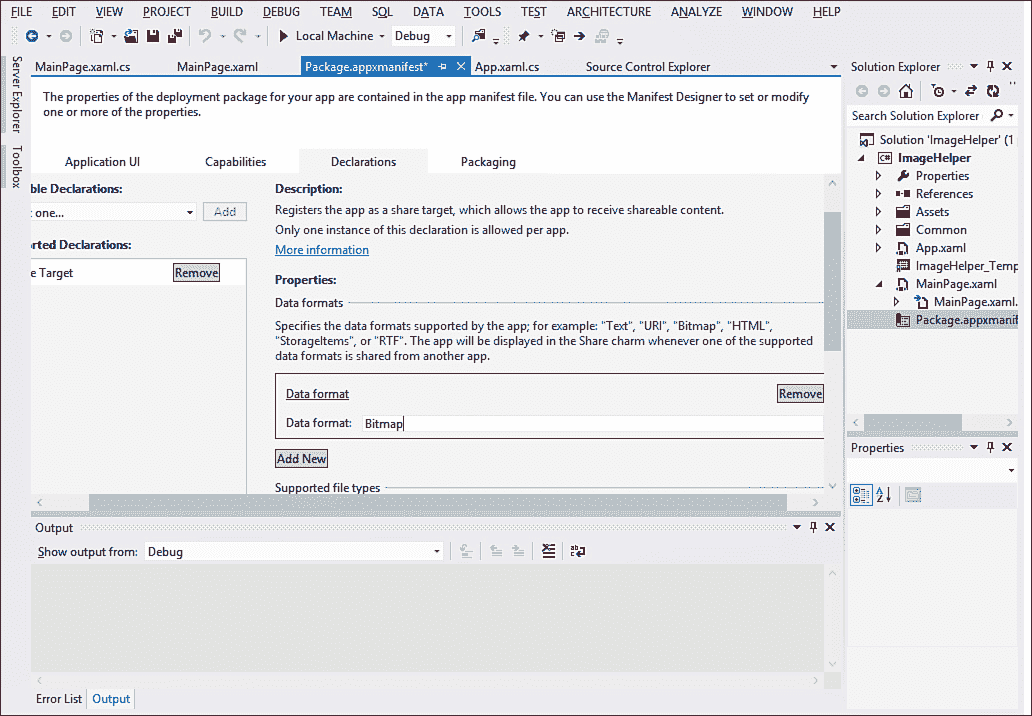 FILE EDIT VIEW PROJECT BUILD DEBUG TEAM SQL DATA TOOLS TEST ARCHITECTURE ANALYZE WINDOW HELP
Local Machine Debug
Server Explorer
Toolbox
MainPage.xaml.cs MainPage.xaml Package.appxmanifest* App.xaml.cs Source Control Explorer
The properties of the deployment package for your app are contained in the app manifest file. You can use the Manifest Designer to set or modify
one or more of the properties.
Application UI Capabilities Declarations Packaging
ble Declarations:
t one... Add
orted Declarations:
e Target Remove
Description:
Registers the app as a share target, which allows the app to receive shareable content.
Only one instance of this declaration is allowed per app.
More information
Properties:
Data formats
Specifies the data formats supported by the app; for example: "Text", "URI", "Bitmap", "HTML",
"StorageItems", or "RTF". The app will be displayed in the Share charm whenever one of the supported
data formats is shared from another app.
Data format Remove
Data format: Bitmap
Add New
Supported file types
Output
Show output from: Debug
Error List Output
Solution Explorer
Search Solution Explorer
Solution 'ImageHelper' (1
C# ImageHelper
Properties
References
Assets
Common
App.xaml
ImageHelper_Temp
MainPage.xaml
MainPage.xaml.
Package.appxmanif
Properties